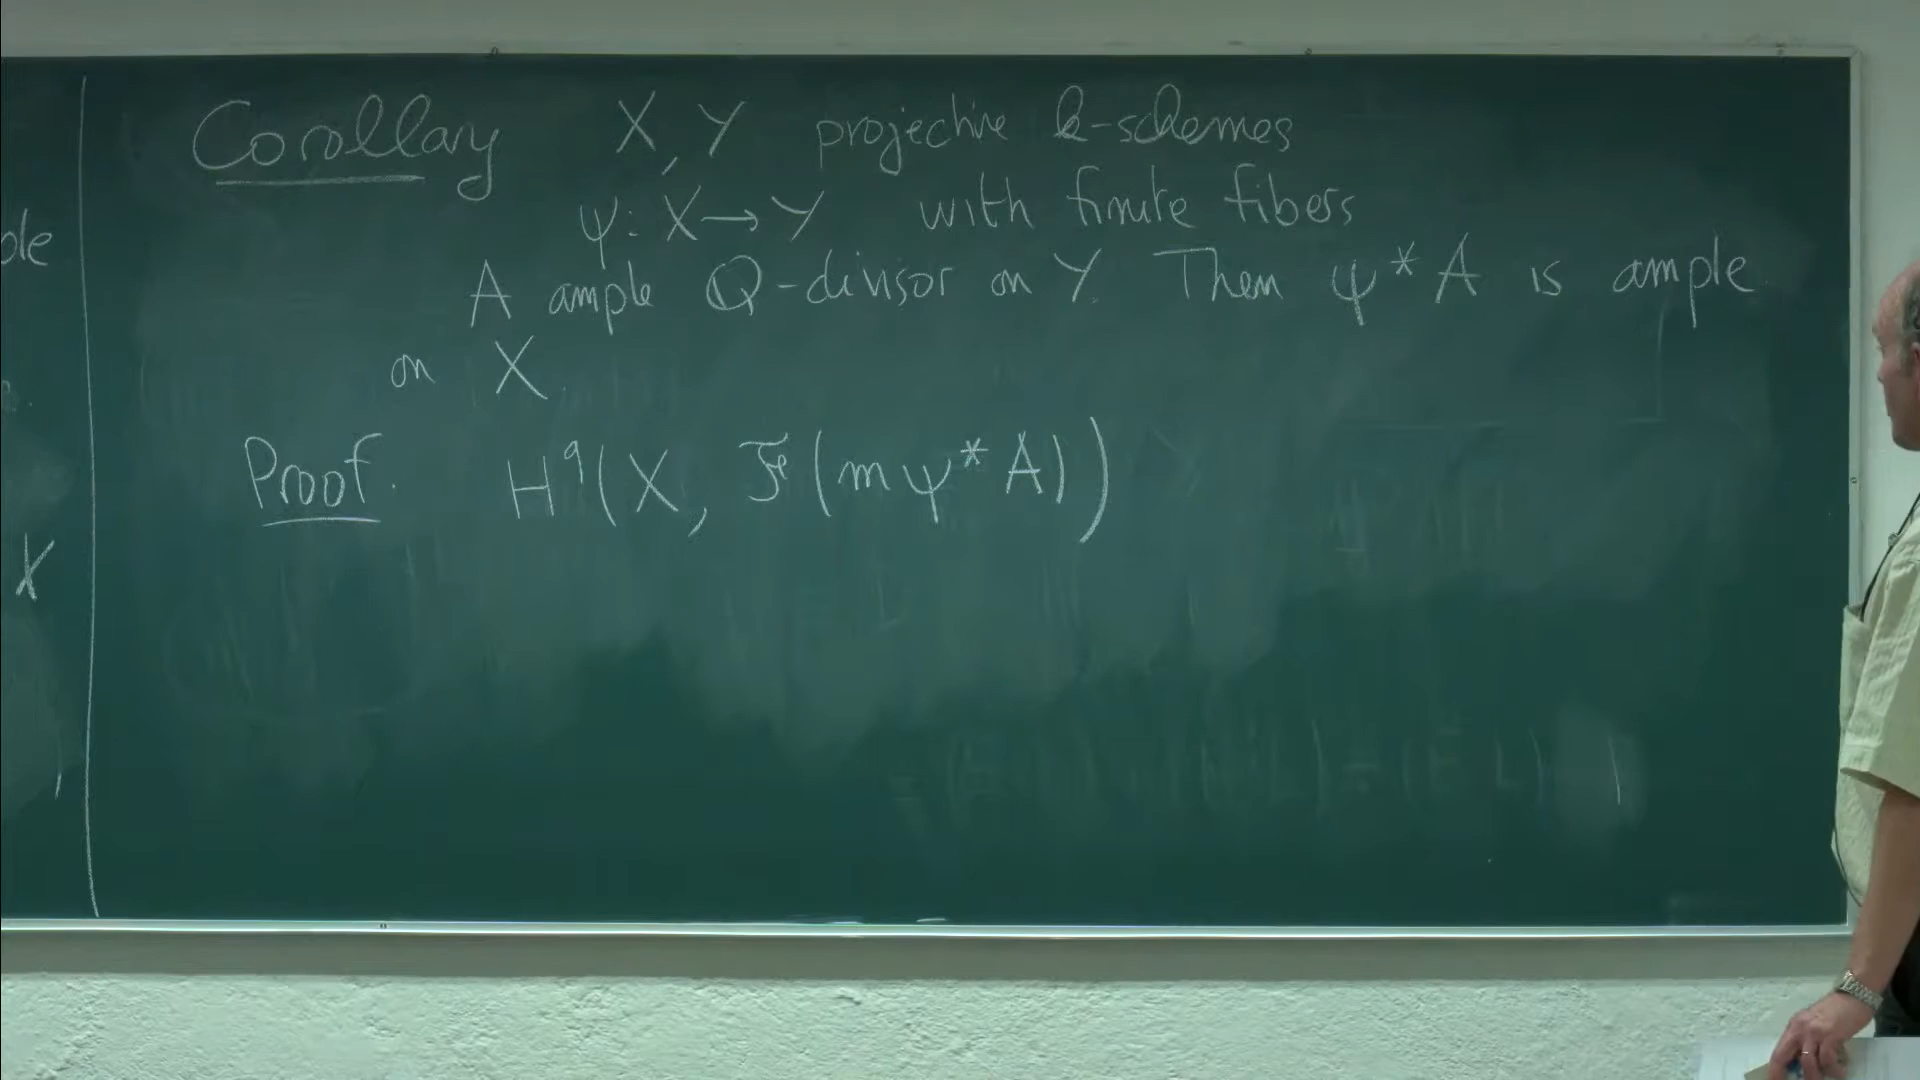 Corollary X, Y projective k-schemes
ψ: X → Y with finite fibers
A ample Q-divisor on Y. Then ψ*A is ample
on X.
Proof. H^q(X, ℱ(mψ*A))
X